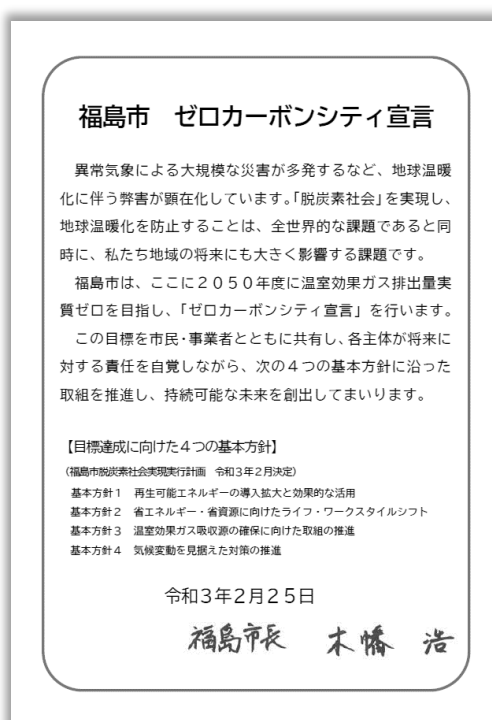 福島市　ゼロカーボンシティ宣言
異常気象による大規模な災害が多発するなど、地球温暖
化に伴う弊害が顕在化しています。「脱炭素社会」を実現し、
地球温暖化を防止することは、全世界的な課題であると同
時に、私たち地域の将来にも大きく影響する課題です。
福島市は、ここに２０５０年度に温室効果ガス排出量実
質ゼロを目指し、「ゼロカーボンシティ宣言」を行います。
この目標を市民・事業者とともに共有し、各主体が将来に
対する責任を自覚しながら、次の４つの基本方針に沿った
取組を推進し、持続可能な未来を創出してまいります。
【目標達成に向けた４つの基本方針】
（福島市脱炭素社会実現実行計画　令和３年２月決定）
基本方針１　再生可能エネルギーの導入拡大と効果的な活用
基本方針２　省エネルギー・省資源に向けたライフ・ワークスタイルシフト
基本方針３　温室効果ガス吸収源の確保に向けた取組の推進
基本方針４　気候変動を見据えた対策の推進
令和３年２月２５日
福島市長　木幡　浩